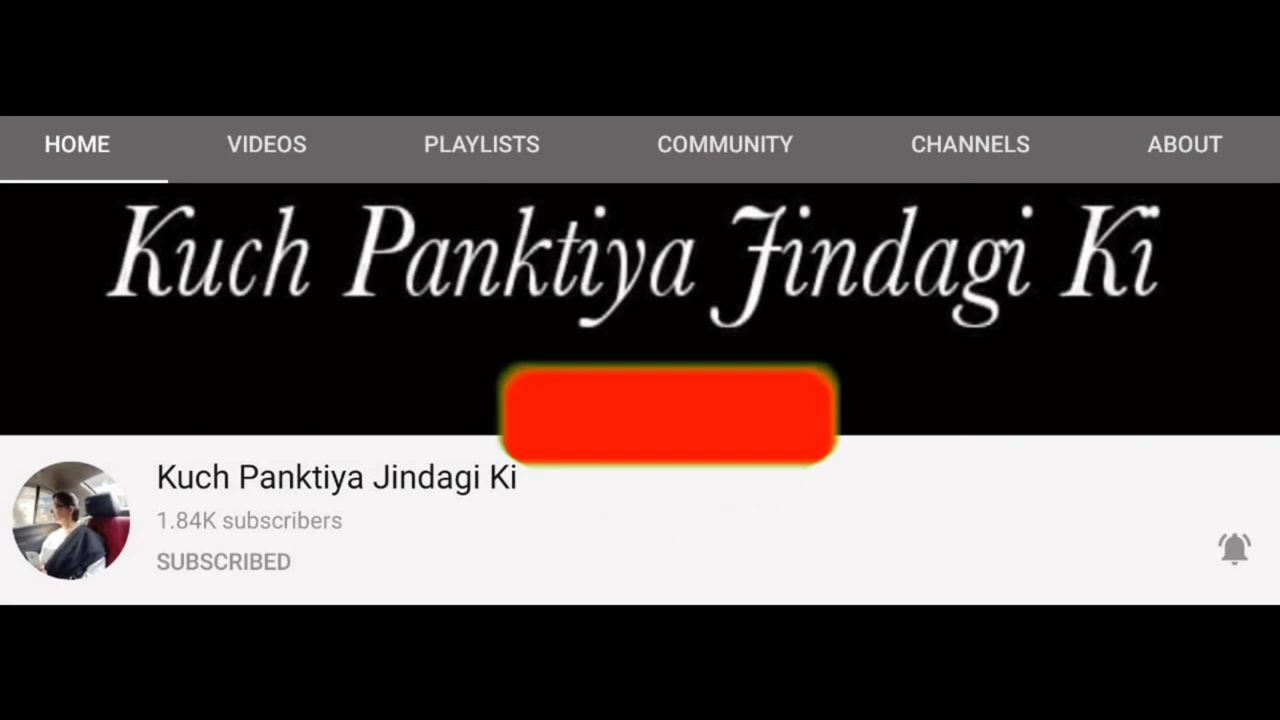 HOME VIDEOS PLAYLISTS COMMUNITY CHANNELS ABOUT
Kuch Panktiya Jindagi Ki
Kuch Panktiya Jindagi Ki
1.84K subscribers
SUBSCRIBED